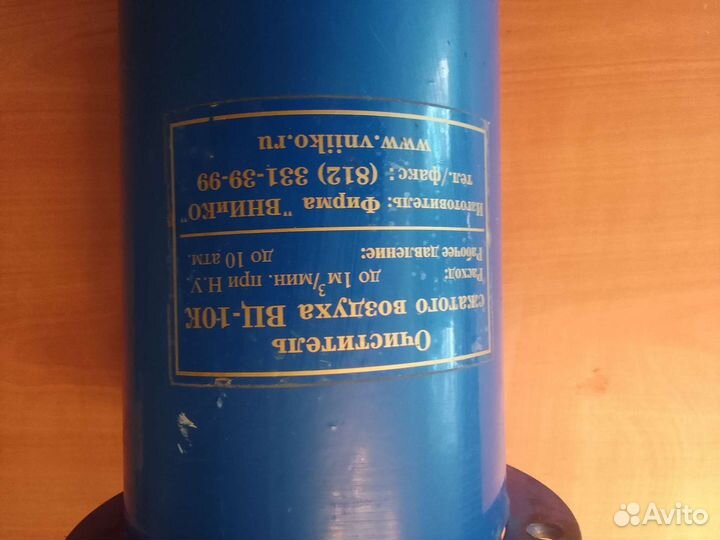 Очиститель
сжатого воздуха ВЦ-10К
Расход: до 1м³/мин. при Н.У.
Рабочее давление: до 10 атм.
Изготовитель: Фирма "ВНИиКО"
тел./факс: (812) 331-39-99
www.vniiko.ru
Avito